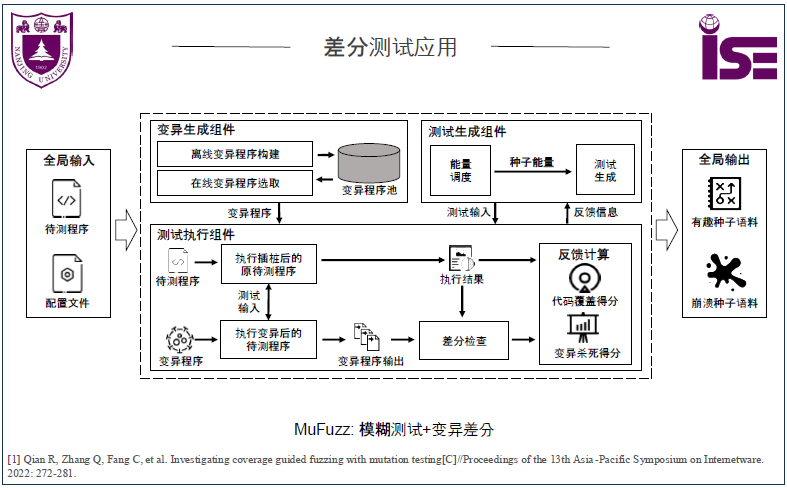 NANJING UNIVERSITY
1902
差分测试应用
iSE
全局输入
待测程序
配置文件
变异生成组件
离线变异程序构建
在线变异程序选取
变异程序池
变异程序
测试生成组件
能量
调度
种子能量
测试
生成
测试输入
反馈信息
测试执行组件
待测程序
执行插桩后的
原待测程序
测试
输入
变异程序
执行变异后的
待测程序
变异程序输出
执行结果
差分检查
反馈计算
代码覆盖得分
变异杀死得分
全局输出
有趣种子语料
崩溃种子语料
MuFuzz: 模糊测试+变异差分
[1] Qian R, Zhang Q, Fang C, et al. Investigating coverage guided fuzzing with mutation testing[C]//Proceedings of the 13th Asia-Pacific Symposium on Internetware.
2022: 272-281.